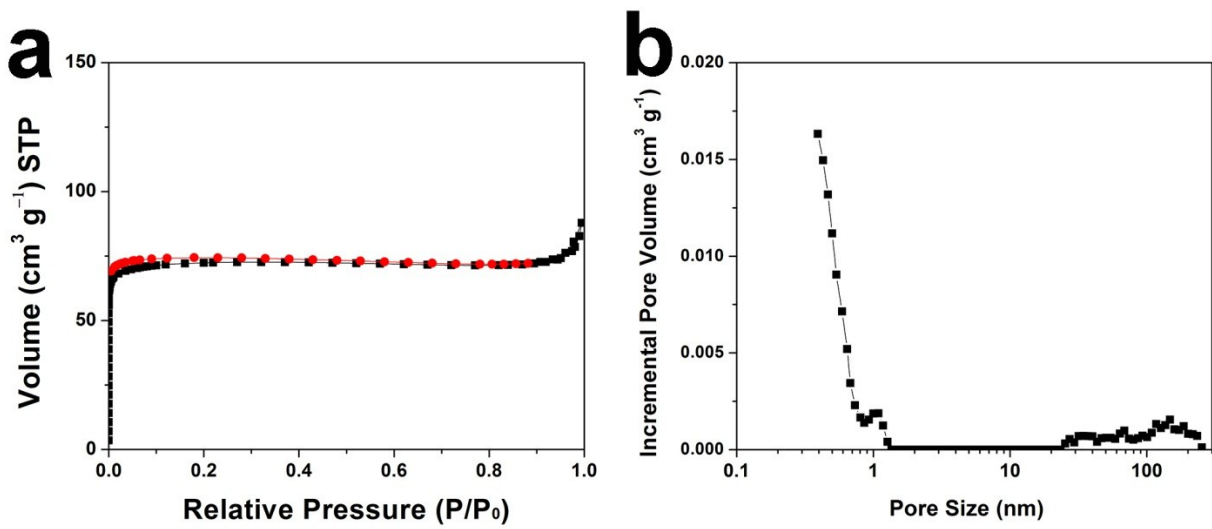 a
150
100
50
0
Volume (cm³ g⁻¹) STP
0.0 0.2 0.4 0.6 0.8 1.0
Relative Pressure (P/P₀)
b
0.020
0.015
0.010
0.005
0.000
Incremental Pore Volume (cm³ g⁻¹)
0.1 1 10 100
Pore Size (nm)